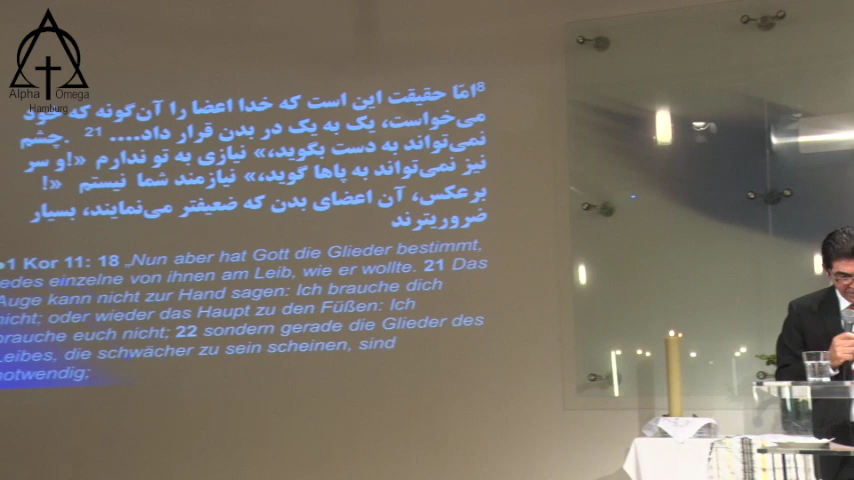 Alpha Omega
Hamburg
8امّا حقیقت این است که خدا اعضا را آن‌گونه که خود
می‌خواست، یک به یک در بدن قرار داد.... 21 .چشم
نمی‌تواند به دست بگوید،» نیازی به تو ندارم «!و سر
نیز نمی‌تواند به پاها گوید،» نیازمند شما نیستم «!
برعکس، آن اعضای بدن که ضعیفتر می‌نمایند، بسیار
ضروریترند
1 Kor 11: 18 „Nun aber hat Gott die Glieder bestimmt,
jedes einzelne von ihnen am Leib, wie er wollte. 21 Das
Auge kann nicht zur Hand sagen: Ich brauche dich
nicht; oder wieder das Haupt zu den Füßen: Ich
brauche euch nicht; 22 sondern gerade die Glieder des
Leibes, die schwächer zu sein scheinen, sind
notwendig;